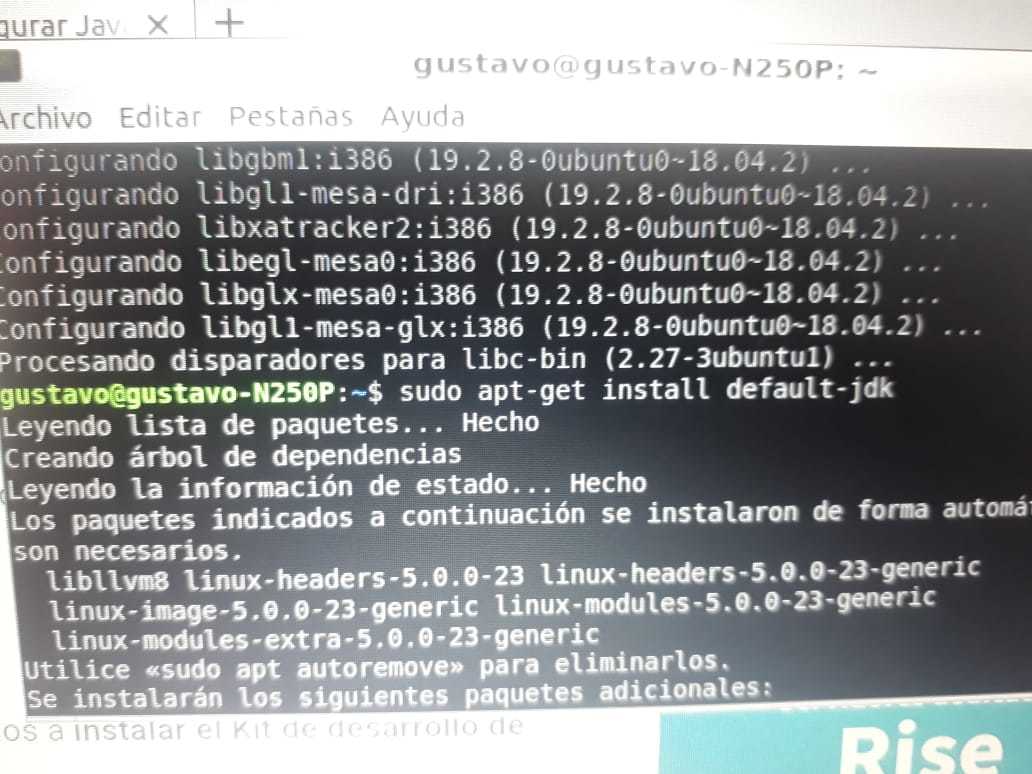 gurar Jav
gustavo@gustavo-N250P: ~
Archivo Editar Pestañas Ayuda
onfigurando libgbm1:i386 (19.2.8-0ubuntu0~18.04.2) ...
onfigurando libgl1-mesa-dri:i386 (19.2.8-0ubuntu0~18.04.2) ...
onfigurando libxatracker2:i386 (19.2.8-0ubuntu0~18.04.2) ...
Configurando libegl-mesa0:i386 (19.2.8-0ubuntu0~18.04.2) ...
Configurando libglx-mesa0:i386 (19.2.8-0ubuntu0~18.04.2) ...
Configurando libgl1-mesa-glx:i386 (19.2.8-0ubuntu0~18.04.2) ...
Procesando disparadores para libc-bin (2.27-3ubuntu1) ...
gustavo@gustavo-N250P:~$ sudo apt-get install default-jdk
Leyendo lista de paquetes... Hecho
Creando árbol de dependencias
Leyendo la información de estado... Hecho
Los paquetes indicados a continuación se instalaron de forma automát
son necesarios.
libllvm8 linux-headers-5.0.0-23 linux-headers-5.0.0-23-generic
linux-image-5.0.0-23-generic linux-modules-5.0.0-23-generic
linux-modules-extra-5.0.0-23-generic
Utilice «sudo apt autoremove» para eliminarlos.
Se instalarán los siguientes paquetes adicionales:
os a instalar el Kit de desarrollo de
Rise